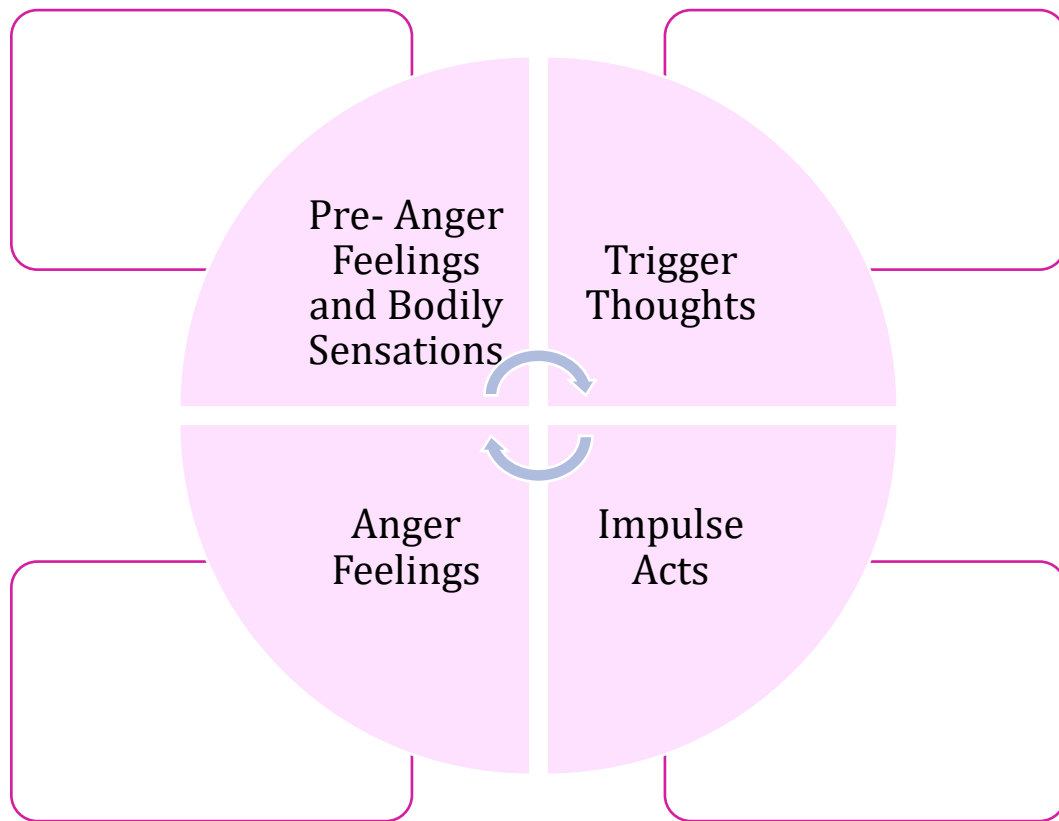 Pre- Anger
Feelings
and Bodily
Sensations
Trigger
Thoughts
Anger
Feelings
Impulse
Acts